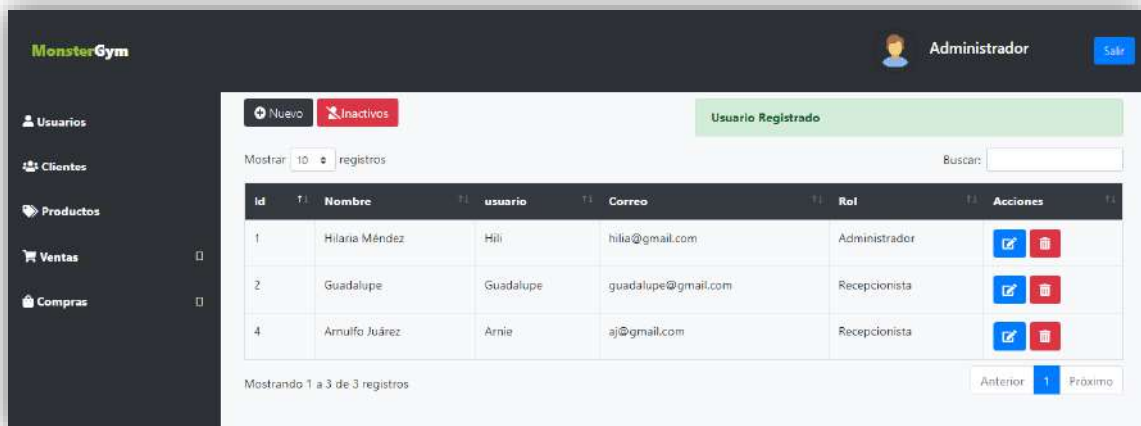 MonsterGym
Administrador
Salir
Usuarios
Clientes
Productos
Ventas
Compras
Nuevo
Inactivos
Usuario Registrado
Mostrar 10 registros
Buscar:
Id Nombre usuario Correo Rol Acciones
1 Hilaria Méndez Hili hilia@gmail.com Administrador
2 Guadalupe Guadalupe guadalupe@gmail.com Recepcionista
4 Arnulfo Juárez Arnie aj@gmail.com Recepcionista
Mostrando 1 a 3 de 3 registros
Anterior 1 Próximo